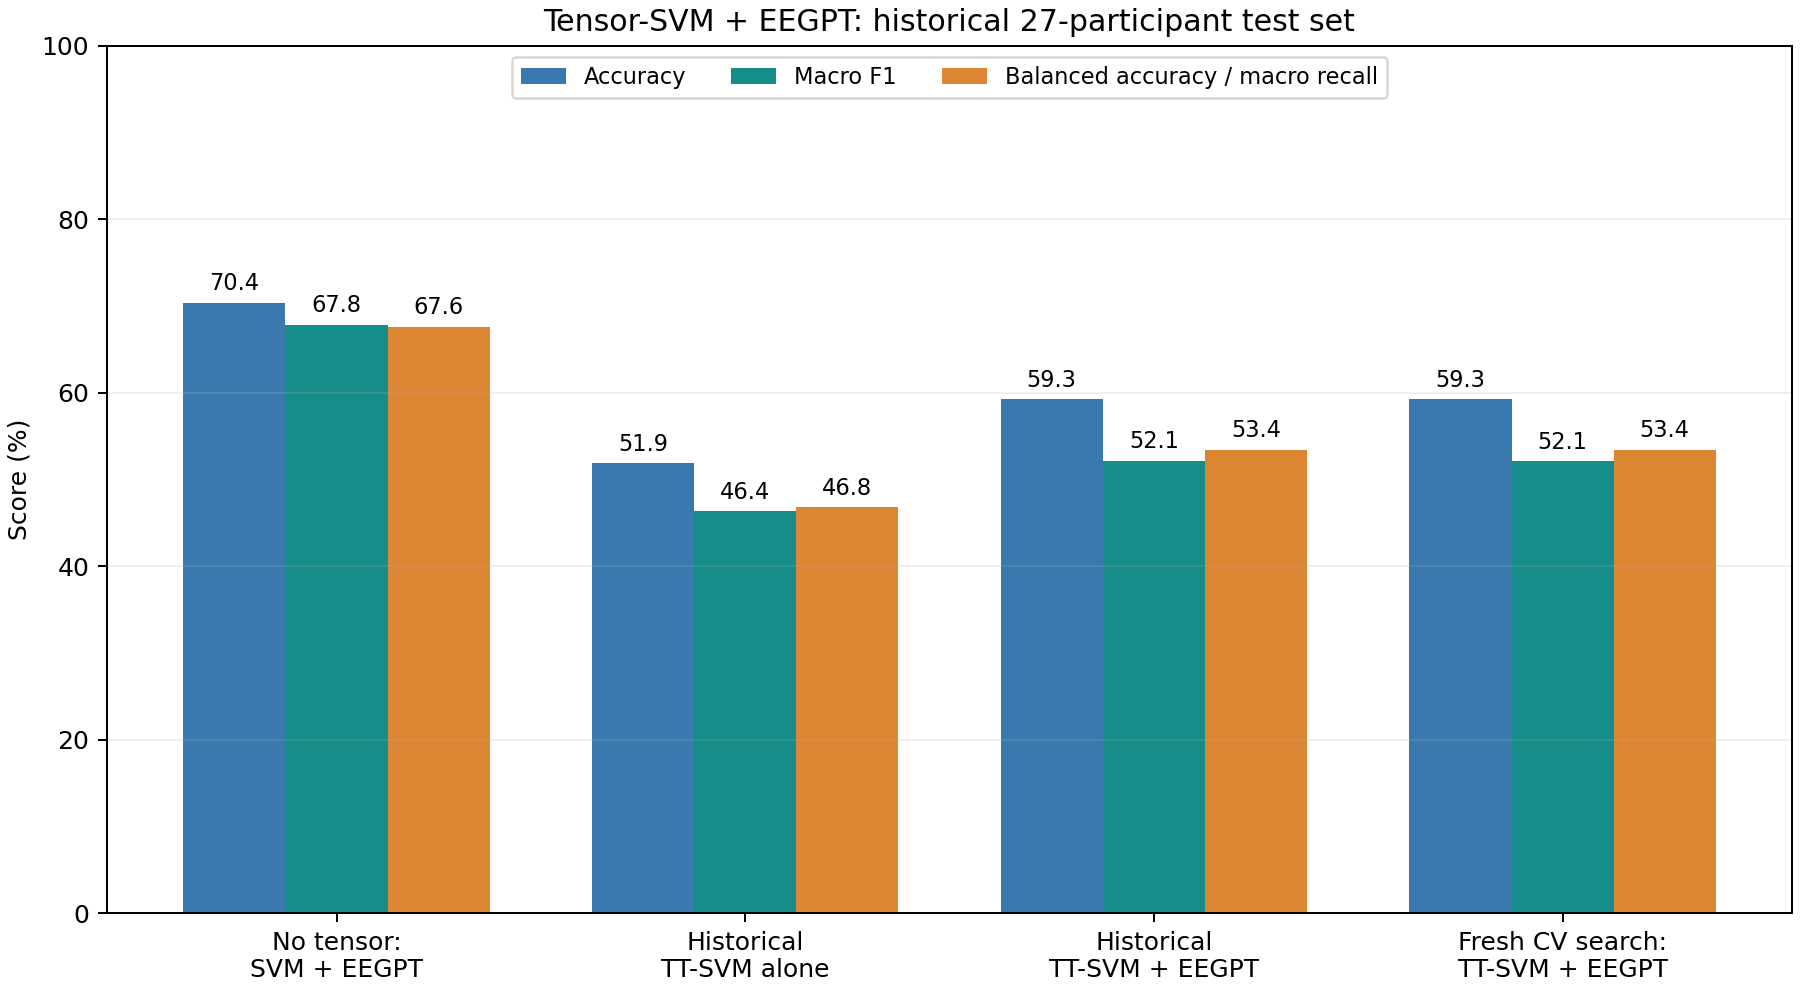 Tensor-SVM + EEGPT: historical 27-participant test set
Accuracy
Macro F1
Balanced accuracy / macro recall
Score (%)
100
80
60
40
20
0
70.4
67.8
67.6
51.9
46.4
46.8
59.3
52.1
53.4
59.3
52.1
53.4
No tensor:
SVM + EEGPT
Historical
TT-SVM alone
Historical
TT-SVM + EEGPT
Fresh CV search:
TT-SVM + EEGPT